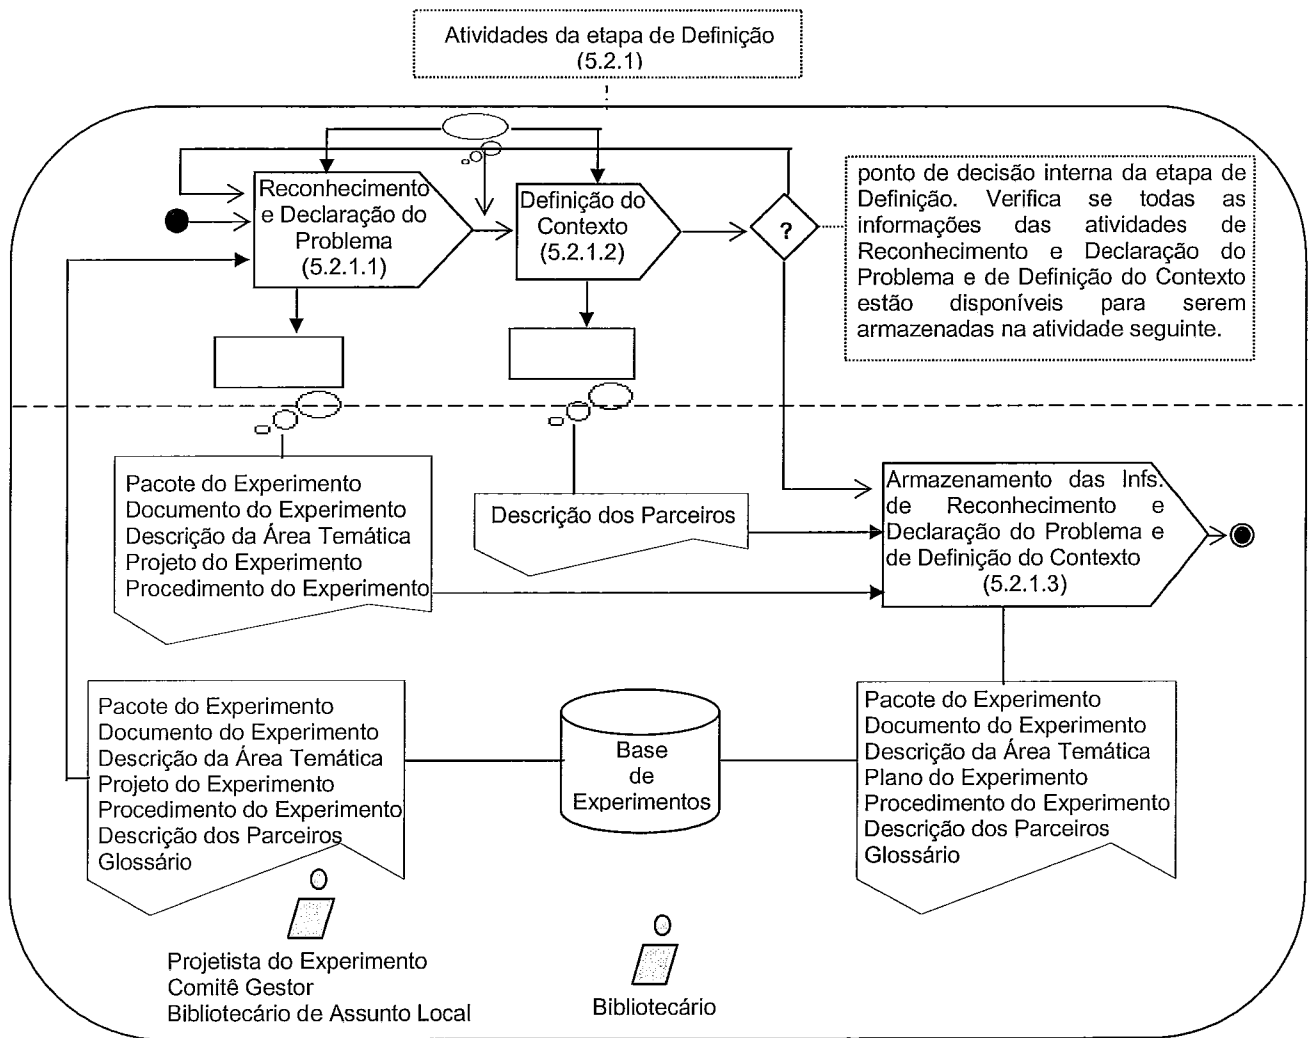 Atividades da etapa de Definição
(5.2.1)
Reconhecimento
e Declaração do
Problema
(5.2.1.1)
Definição do
Contexto
(5.2.1.2)
?
ponto de decisão interna da etapa de
Definição. Verifica se todas as
informações das atividades de
Reconhecimento e Declaração do
Problema e de Definição do Contexto
estão disponíveis para serem
armazenadas na atividade seguinte.
Pacote do Experimento
Documento do Experimento
Descrição da Área Temática
Projeto do Experimento
Procedimento do Experimento
Descrição dos Parceiros
Armazenamento das Infs.
de Reconhecimento e
Declaração do Problema e
de Definição do Contexto
(5.2.1.3)
Pacote do Experimento
Documento do Experimento
Descrição da Área Temática
Projeto do Experimento
Procedimento do Experimento
Descrição dos Parceiros
Glossário
Base
de
Experimentos
Pacote do Experimento
Documento do Experimento
Descrição da Área Temática
Plano do Experimento
Procedimento do Experimento
Descrição dos Parceiros
Glossário
Projetista do Experimento
Comitê Gestor
Bibliotecário de Assunto Local
Bibliotecário